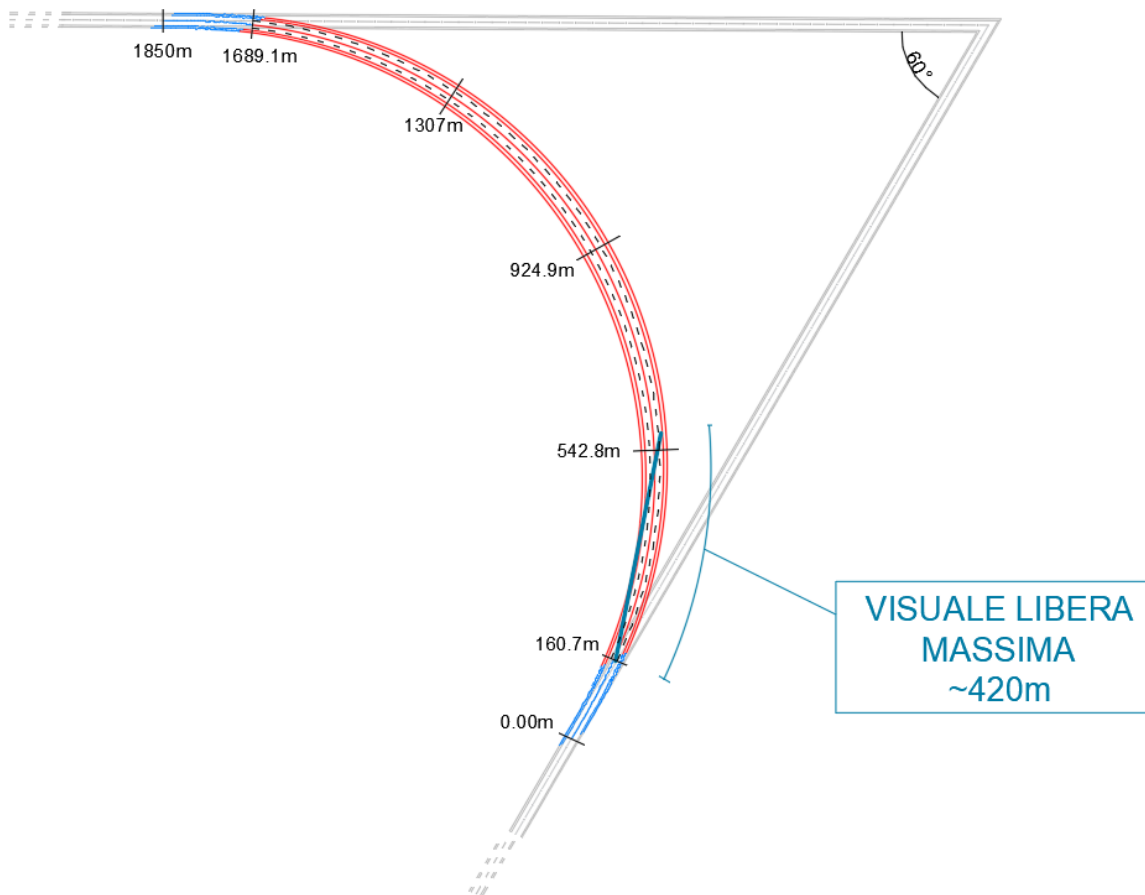 1850m
1689.1m
60°
1307m
924.9m
542.8m
VISUALE LIBERA
MASSIMA
~420m
160.7m
0.00m